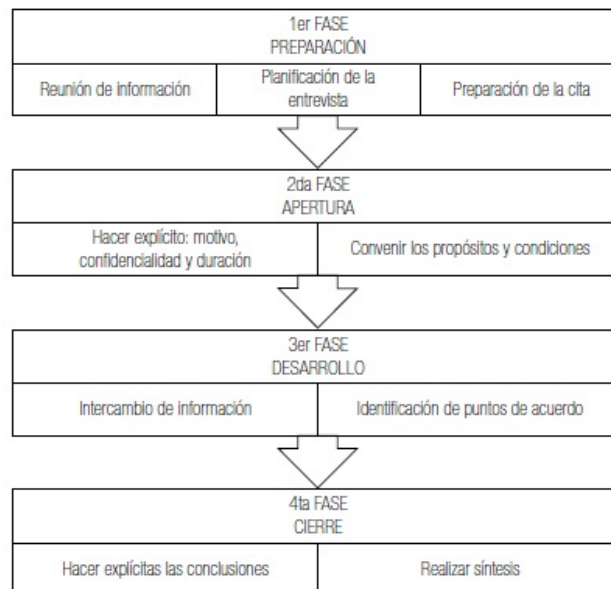 1er FASE
PREPARACIÓN
Reunión de información
Planificación de la
entrevista
Preparación de la cita
2da FASE
APERTURA
Hacer explícito: motivo,
confidencialidad y duración
Convenir los propósitos y condiciones
3er FASE
DESARROLLO
Intercambio de información
Identificación de puntos de acuerdo
4ta FASE
CIERRE
Hacer explícitas las conclusiones
Realizar síntesis